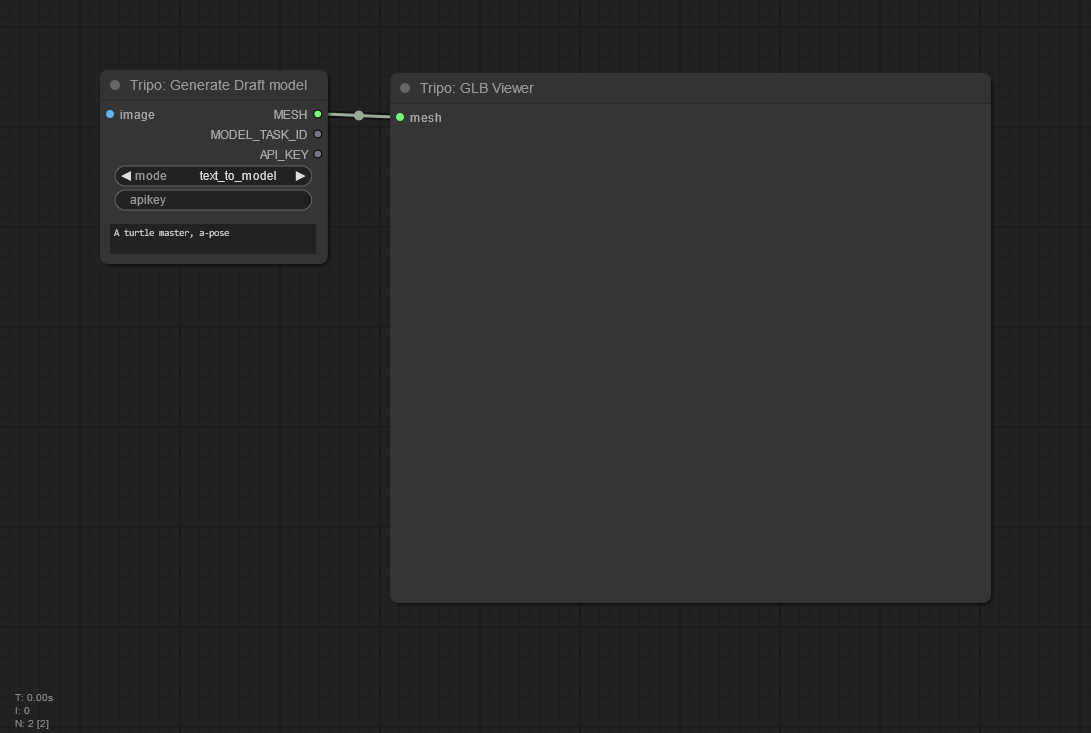 Tripo: Generate Draft model
image
MESH
MODEL_TASK_ID
API_KEY
mode text_to_model
apikey
A turtle master, a-pose
Tripo: GLB Viewer
mesh
T: 0.00s
I: 0
N: 2 [2]